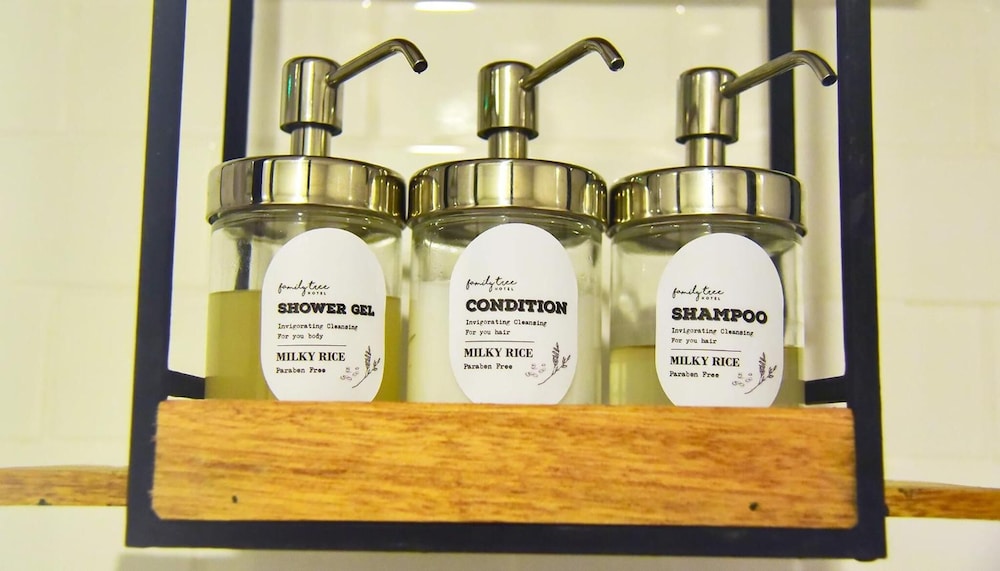 family tree
HOTEL
SHOWER GEL
Invigorating Cleansing
For you body
MILKY RICE
Paraben Free
family tree
HOTEL
CONDITION
Invigorating Cleansing
For you hair
MILKY RICE
Paraben Free
family tree
HOTEL
SHAMPOO
Invigorating Cleansing
For you hair
MILKY RICE
Paraben Free